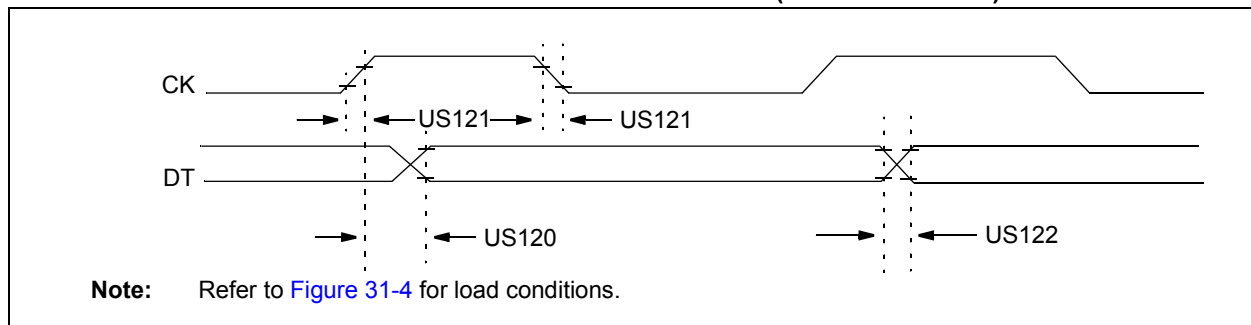 CK
US121 US121
DT
US120 US122
Note: Refer to Figure 31-4 for load conditions.